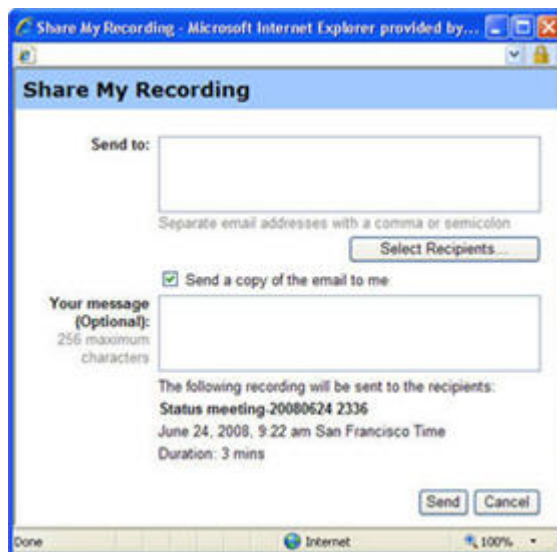 Share My Recording - Microsoft Internet Explorer provided by...
Share My Recording
Send to:
Separate email addresses with a comma or semicolon
Select Recipients...
Send a copy of the email to me
Your message
(Optional):
256 maximum
characters
The following recording will be sent to the recipients:
Status meeting-20080624 2336
June 24, 2008, 9:22 am San Francisco Time
Duration: 3 mins
Send Cancel
Done Internet 100%